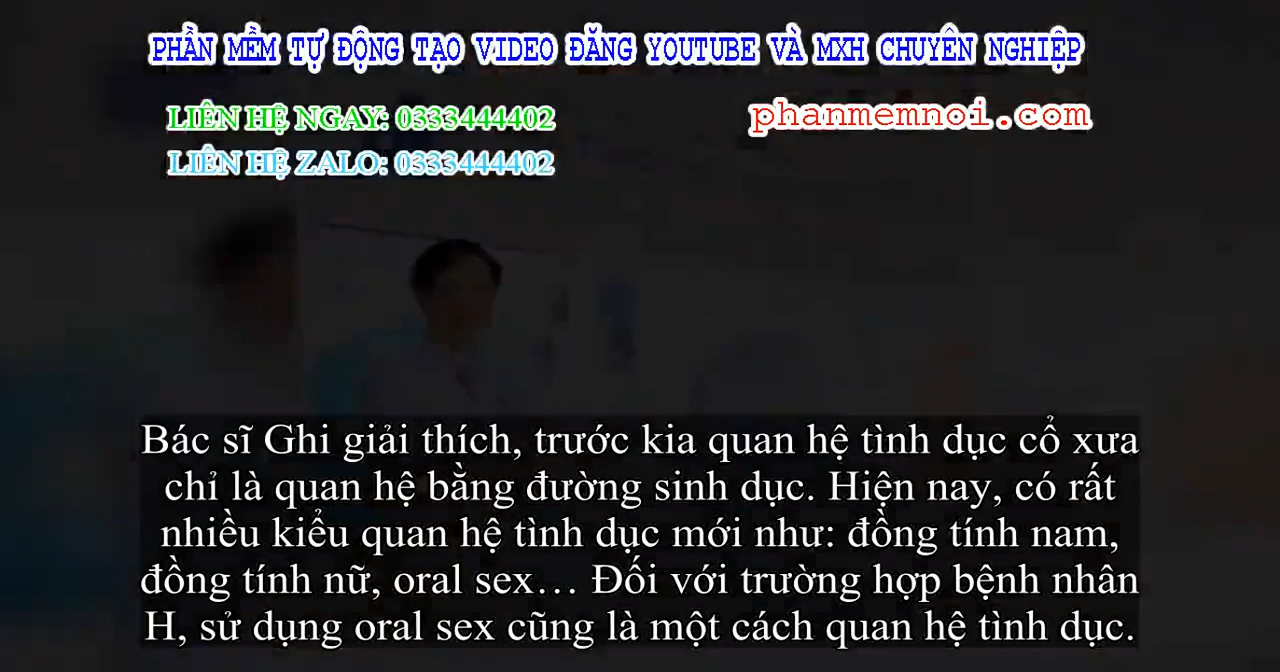 PHẦN MỀM TỰ ĐỘNG TẠO VIDEO ĐĂNG YOUTUBE VÀ MXH CHUYÊN NGHIỆP
LIÊN HỆ NGAY: 0333444402
phanmemnoi.com
LIÊN HỆ ZALO: 0333444402
Bác sĩ Ghi giải thích, trước kia quan hệ tình dục cổ xưa
chỉ là quan hệ bằng đường sinh dục. Hiện nay, có rất
nhiều kiểu quan hệ tình dục mới như: đồng tính nam,
đồng tính nữ, oral sex… Đối với trường hợp bệnh nhân
H, sử dụng oral sex cũng là một cách quan hệ tình dục.